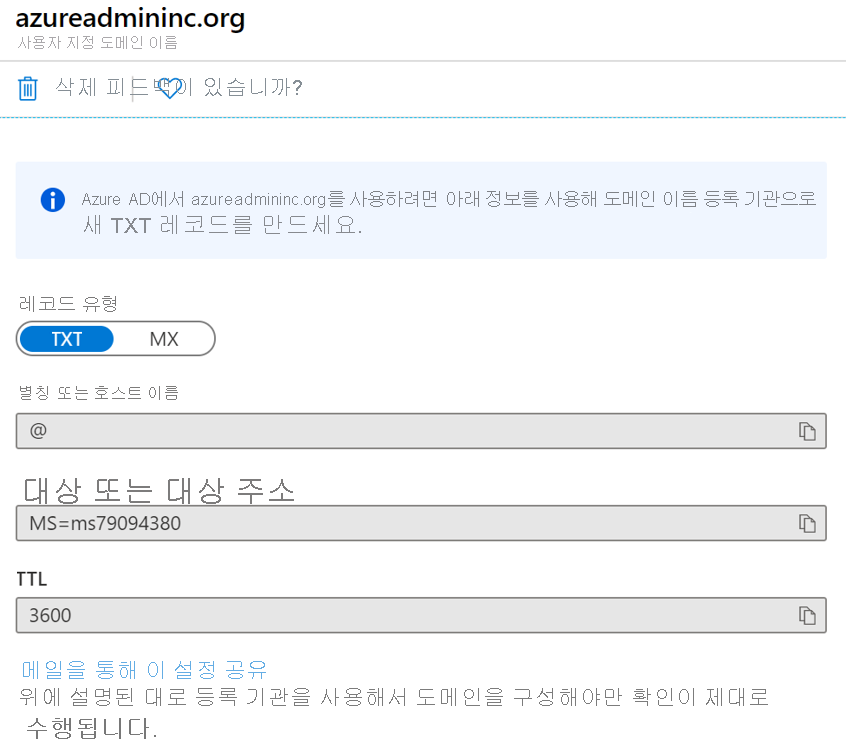 azureadmininc.org
사용자 지정 도메인 이름
삭제 피드백이 있습니까?
Azure AD에서 azureadmininc.org를 사용하려면 아래 정보를 사용해 도메인 이름 등록 기관으로
새 TXT 레코드를 만드세요.
레코드 유형
TXT MX
별칭 또는 호스트 이름
@
대상 또는 대상 주소
MS=ms79094380
TTL
3600
메일을 통해 이 설정 공유
위에 설명된 대로 등록 기관을 사용해서 도메인을 구성해야만 확인이 제대로
수행됩니다.